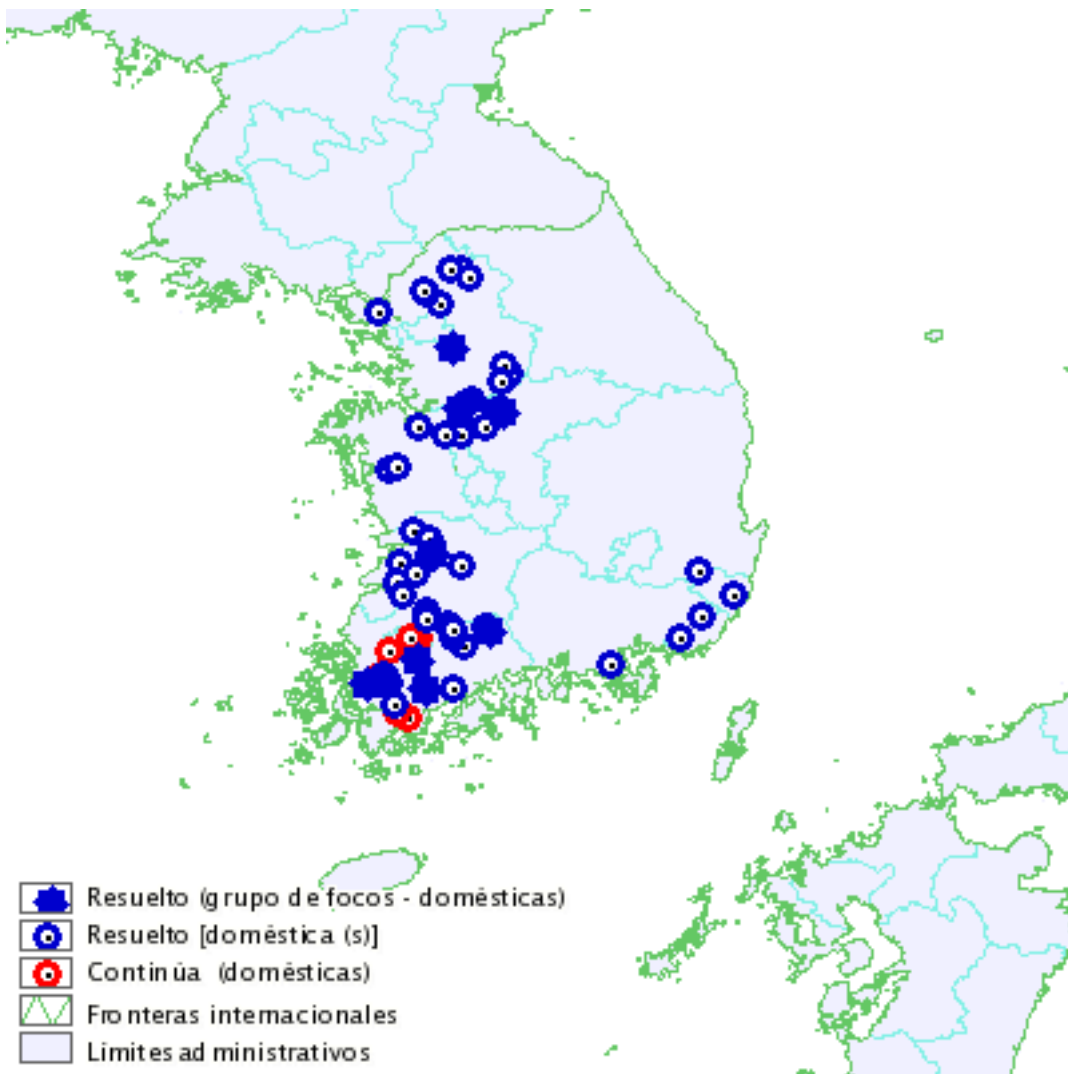 Resuelto (grupo de focos - domésticas)
Resuelto [doméstica (s)]
Continúa (domésticas)
Fronteras internacionales
Límites administrativos